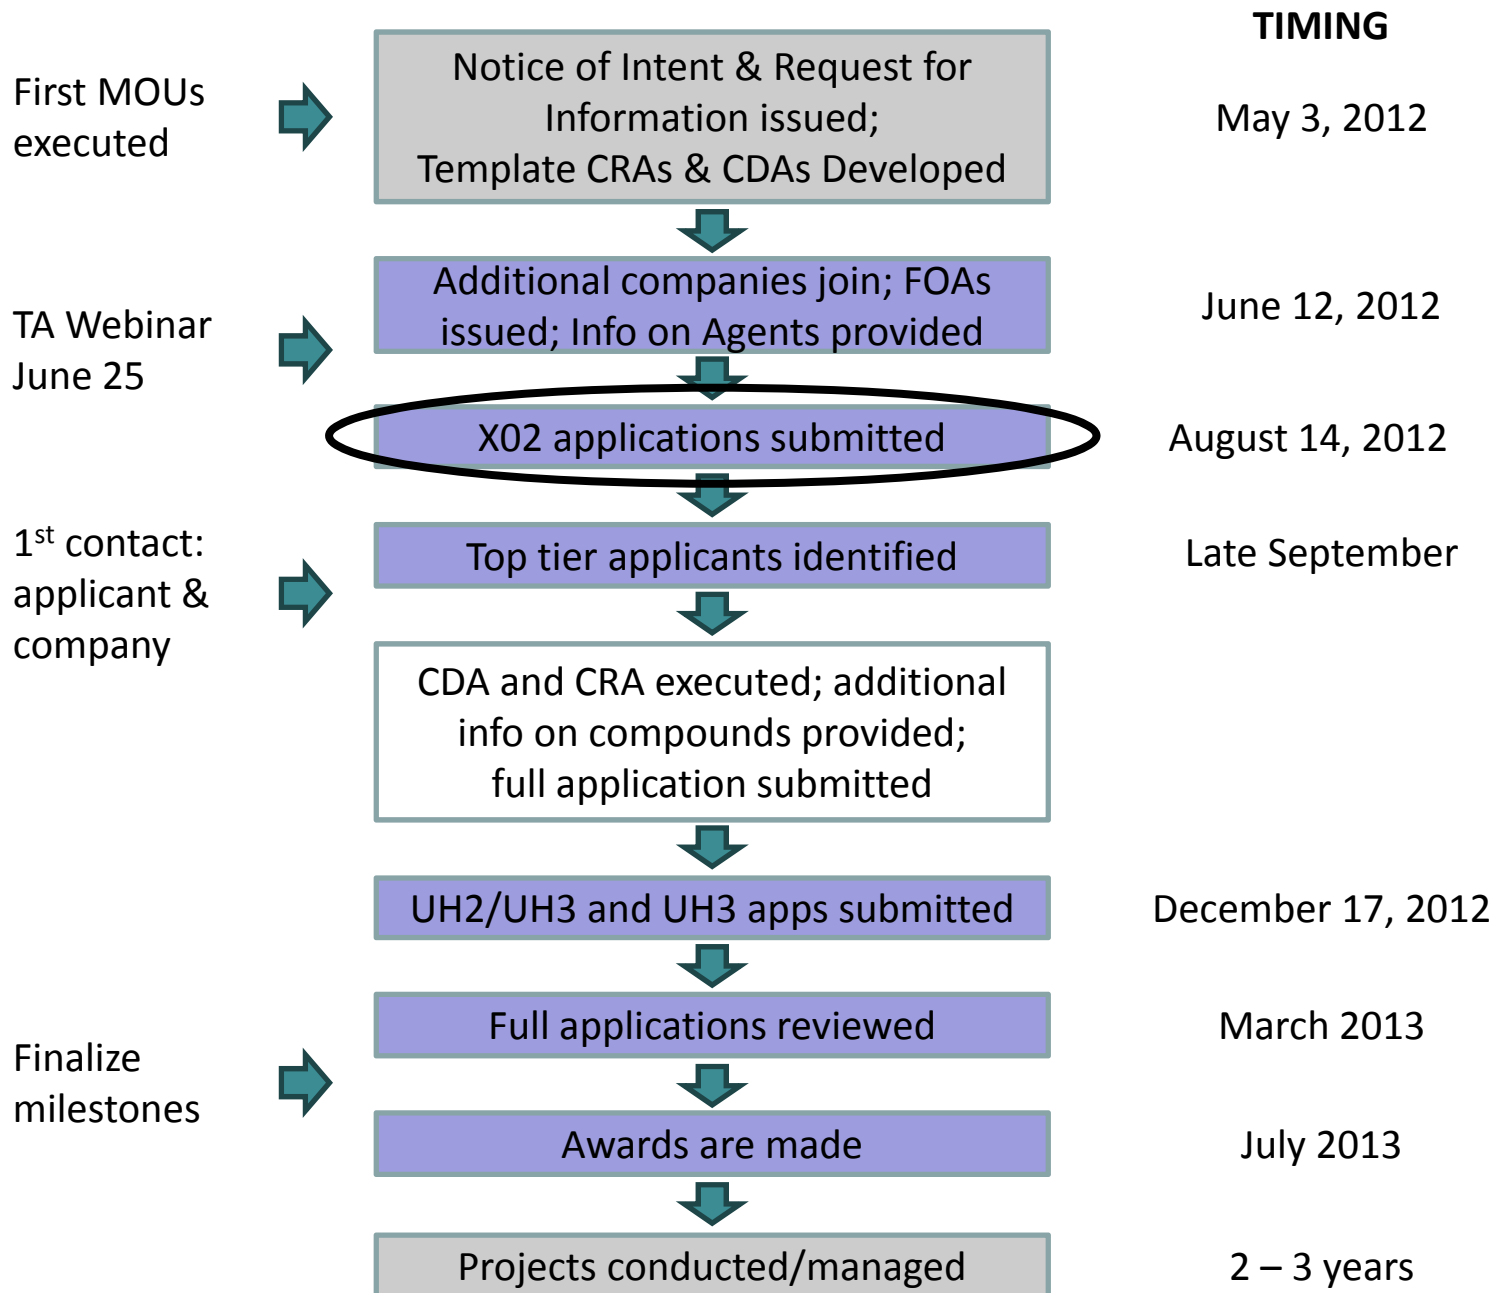 TIMING
First MOUs
executed
Notice of Intent & Request for
Information issued;
Template CRAs & CDAs Developed
May 3, 2012
TA Webinar
June 25
Additional companies join; FOAs
issued; Info on Agents provided
June 12, 2012
X02 applications submitted
August 14, 2012
1st contact:
applicant &
company
Top tier applicants identified
Late September
CDA and CRA executed; additional
info on compounds provided;
full application submitted
UH2/UH3 and UH3 apps submitted
December 17, 2012
Full applications reviewed
March 2013
Finalize
milestones
Awards are made
July 2013
Projects conducted/managed
2 – 3 years